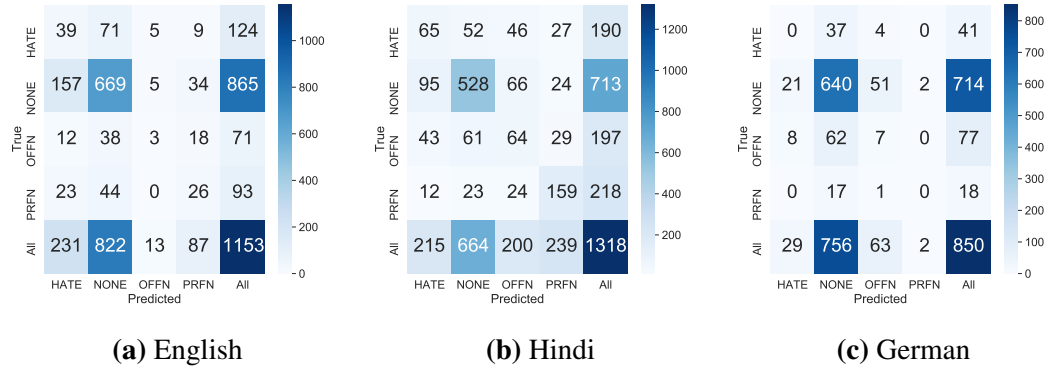 True
HATE 39 71 5 9 124
NONE 157 669 5 34 865
OFFN 12 38 3 18 71
PRFN 23 44 0 26 93
All 231 822 13 87 1153
HATE NONE OFFN PRFN All
Predicted
1000
800
600
400
200
0
(a) English
True
HATE 65 52 46 27 190
NONE 95 528 66 24 713
OFFN 43 61 64 29 197
PRFN 12 23 24 159 218
All 215 664 200 239 1318
HATE NONE OFFN PRFN All
Predicted
1200
1000
800
600
400
200
(b) Hindi
True
HATE 0 37 4 0 41
NONE 21 640 51 2 714
OFFN 8 62 7 0 77
PRFN 0 17 1 0 18
All 29 756 63 2 850
HATE NONE OFFN PRFN All
Predicted
800
700
600
500
400
300
200
100
0
(c) German